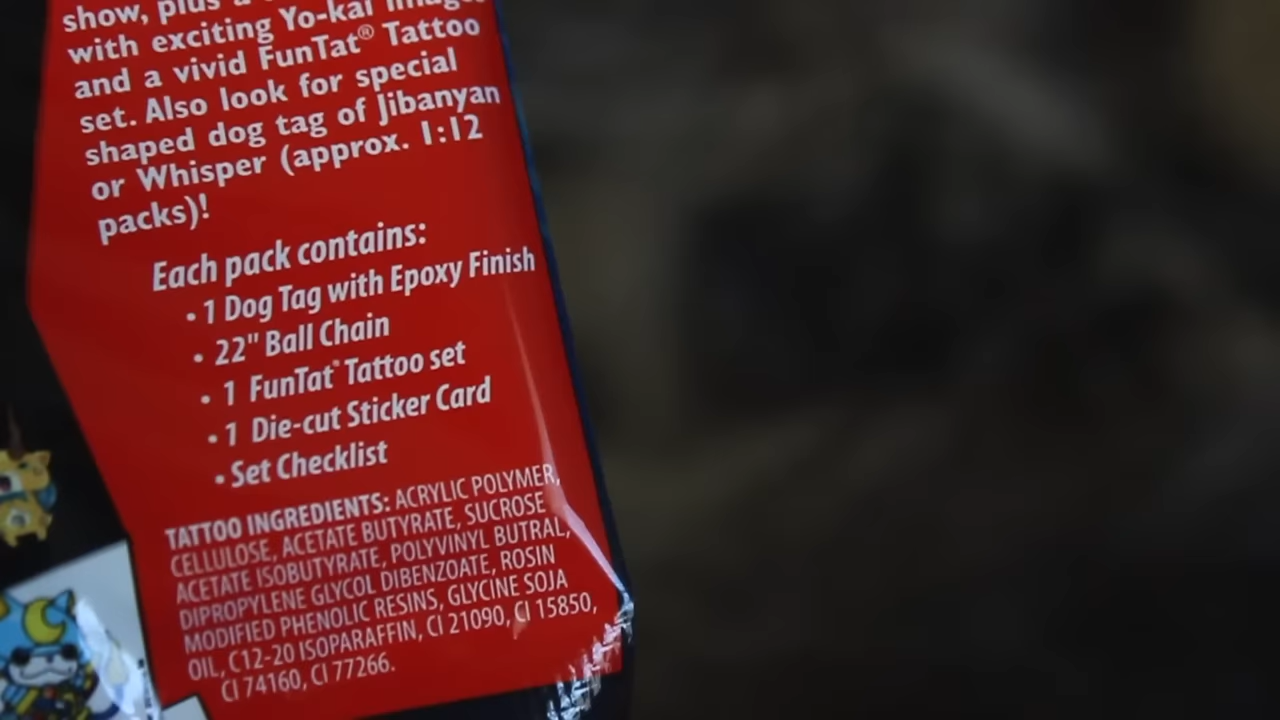 show, plus a
with exciting Yo-kai Images
and a vivid FunTat® Tattoo
set. Also look for special
shaped dog tag of Jibanyan
or Whisper (approx. 1:12
packs)!
Each pack contains:
• 1 Dog Tag with Epoxy Finish
• 22" Ball Chain
• 1 FunTat® Tattoo set
• 1 Die-cut Sticker Card
• Set Checklist
TATTOO INGREDIENTS: ACRYLIC POLYMER,
CELLULOSE, ACETATE BUTYRATE, SUCROSE
ACETATE ISOBUTYRATE, POLYVINYL BUTRAL,
DIPROPYLENE GLYCOL DIBENZOATE, ROSIN
MODIFIED PHENOLIC RESINS, GLYCINE SOJA
OIL, C12-20 ISOPARAFFIN, CI 21090, CI 15850,
CI 74160, CI 77266.